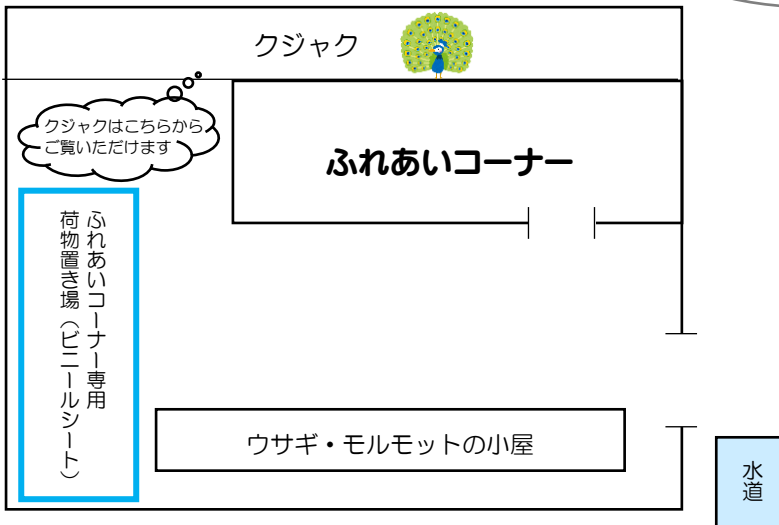 クジャク
クジャクはこちらから
ご覧いただけます
ふれあいコーナー
ふれあいコーナー専用
荷物置き場（ビニールシート）
ウサギ・モルモットの小屋
水道